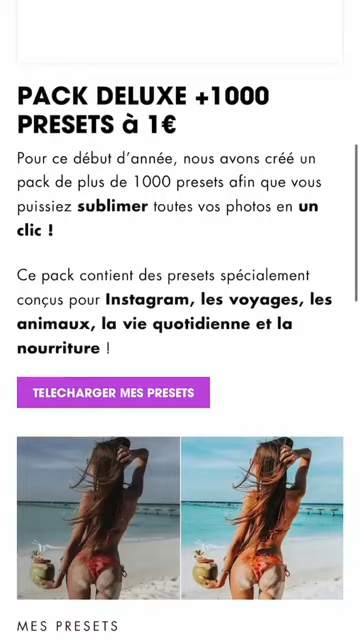 PACK DELUXE +1000
PRESETS à 1€
Pour ce début d'année, nous avons créé un
pack de plus de 1000 presets afin que vous
puissiez sublimer toutes vos photos en un
clic !
Ce pack contient des presets spécialement
conçus pour Instagram, les voyages, les
animaux, la vie quotidienne et la
nourriture !
TELECHARGER MES PRESETS
MES PRESETS